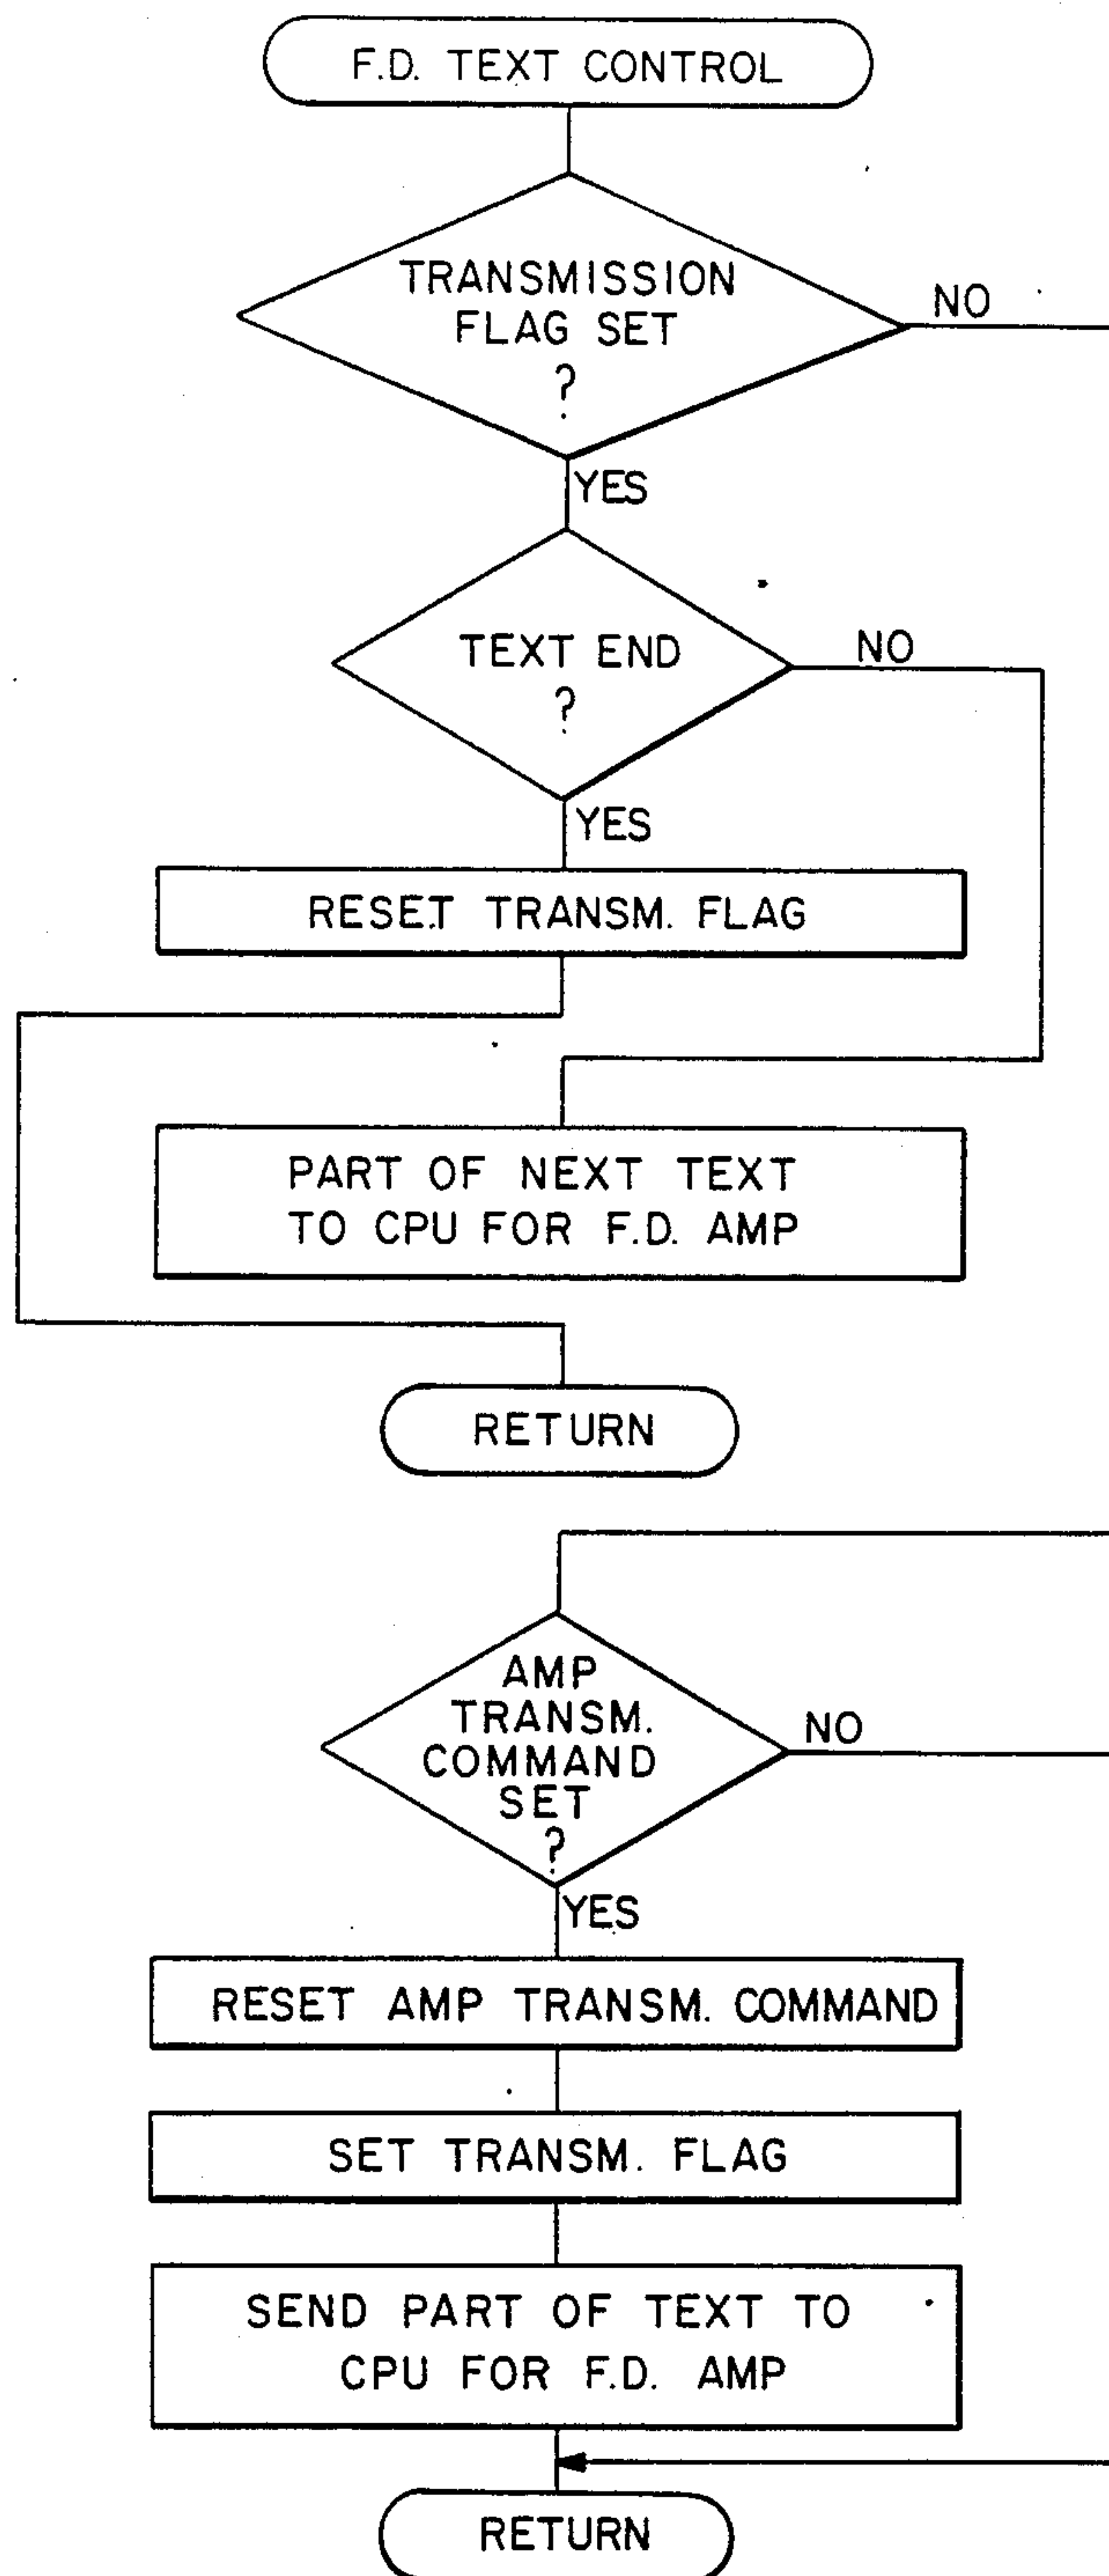 F.D. TEXT CONTROL
TRANSMISSION
FLAG SET
?
NO
YES
TEXT END
?
NO
YES
RESET TRANSM. FLAG
PART OF NEXT TEXT
TO CPU FOR F.D. AMP
RETURN
AMP
TRANSM.
COMMAND
SET
?
NO
YES
RESET AMP TRANSM. COMMAND
SET TRANSM. FLAG
SEND PART OF TEXT TO
CPU FOR F.D. AMP
RETURN